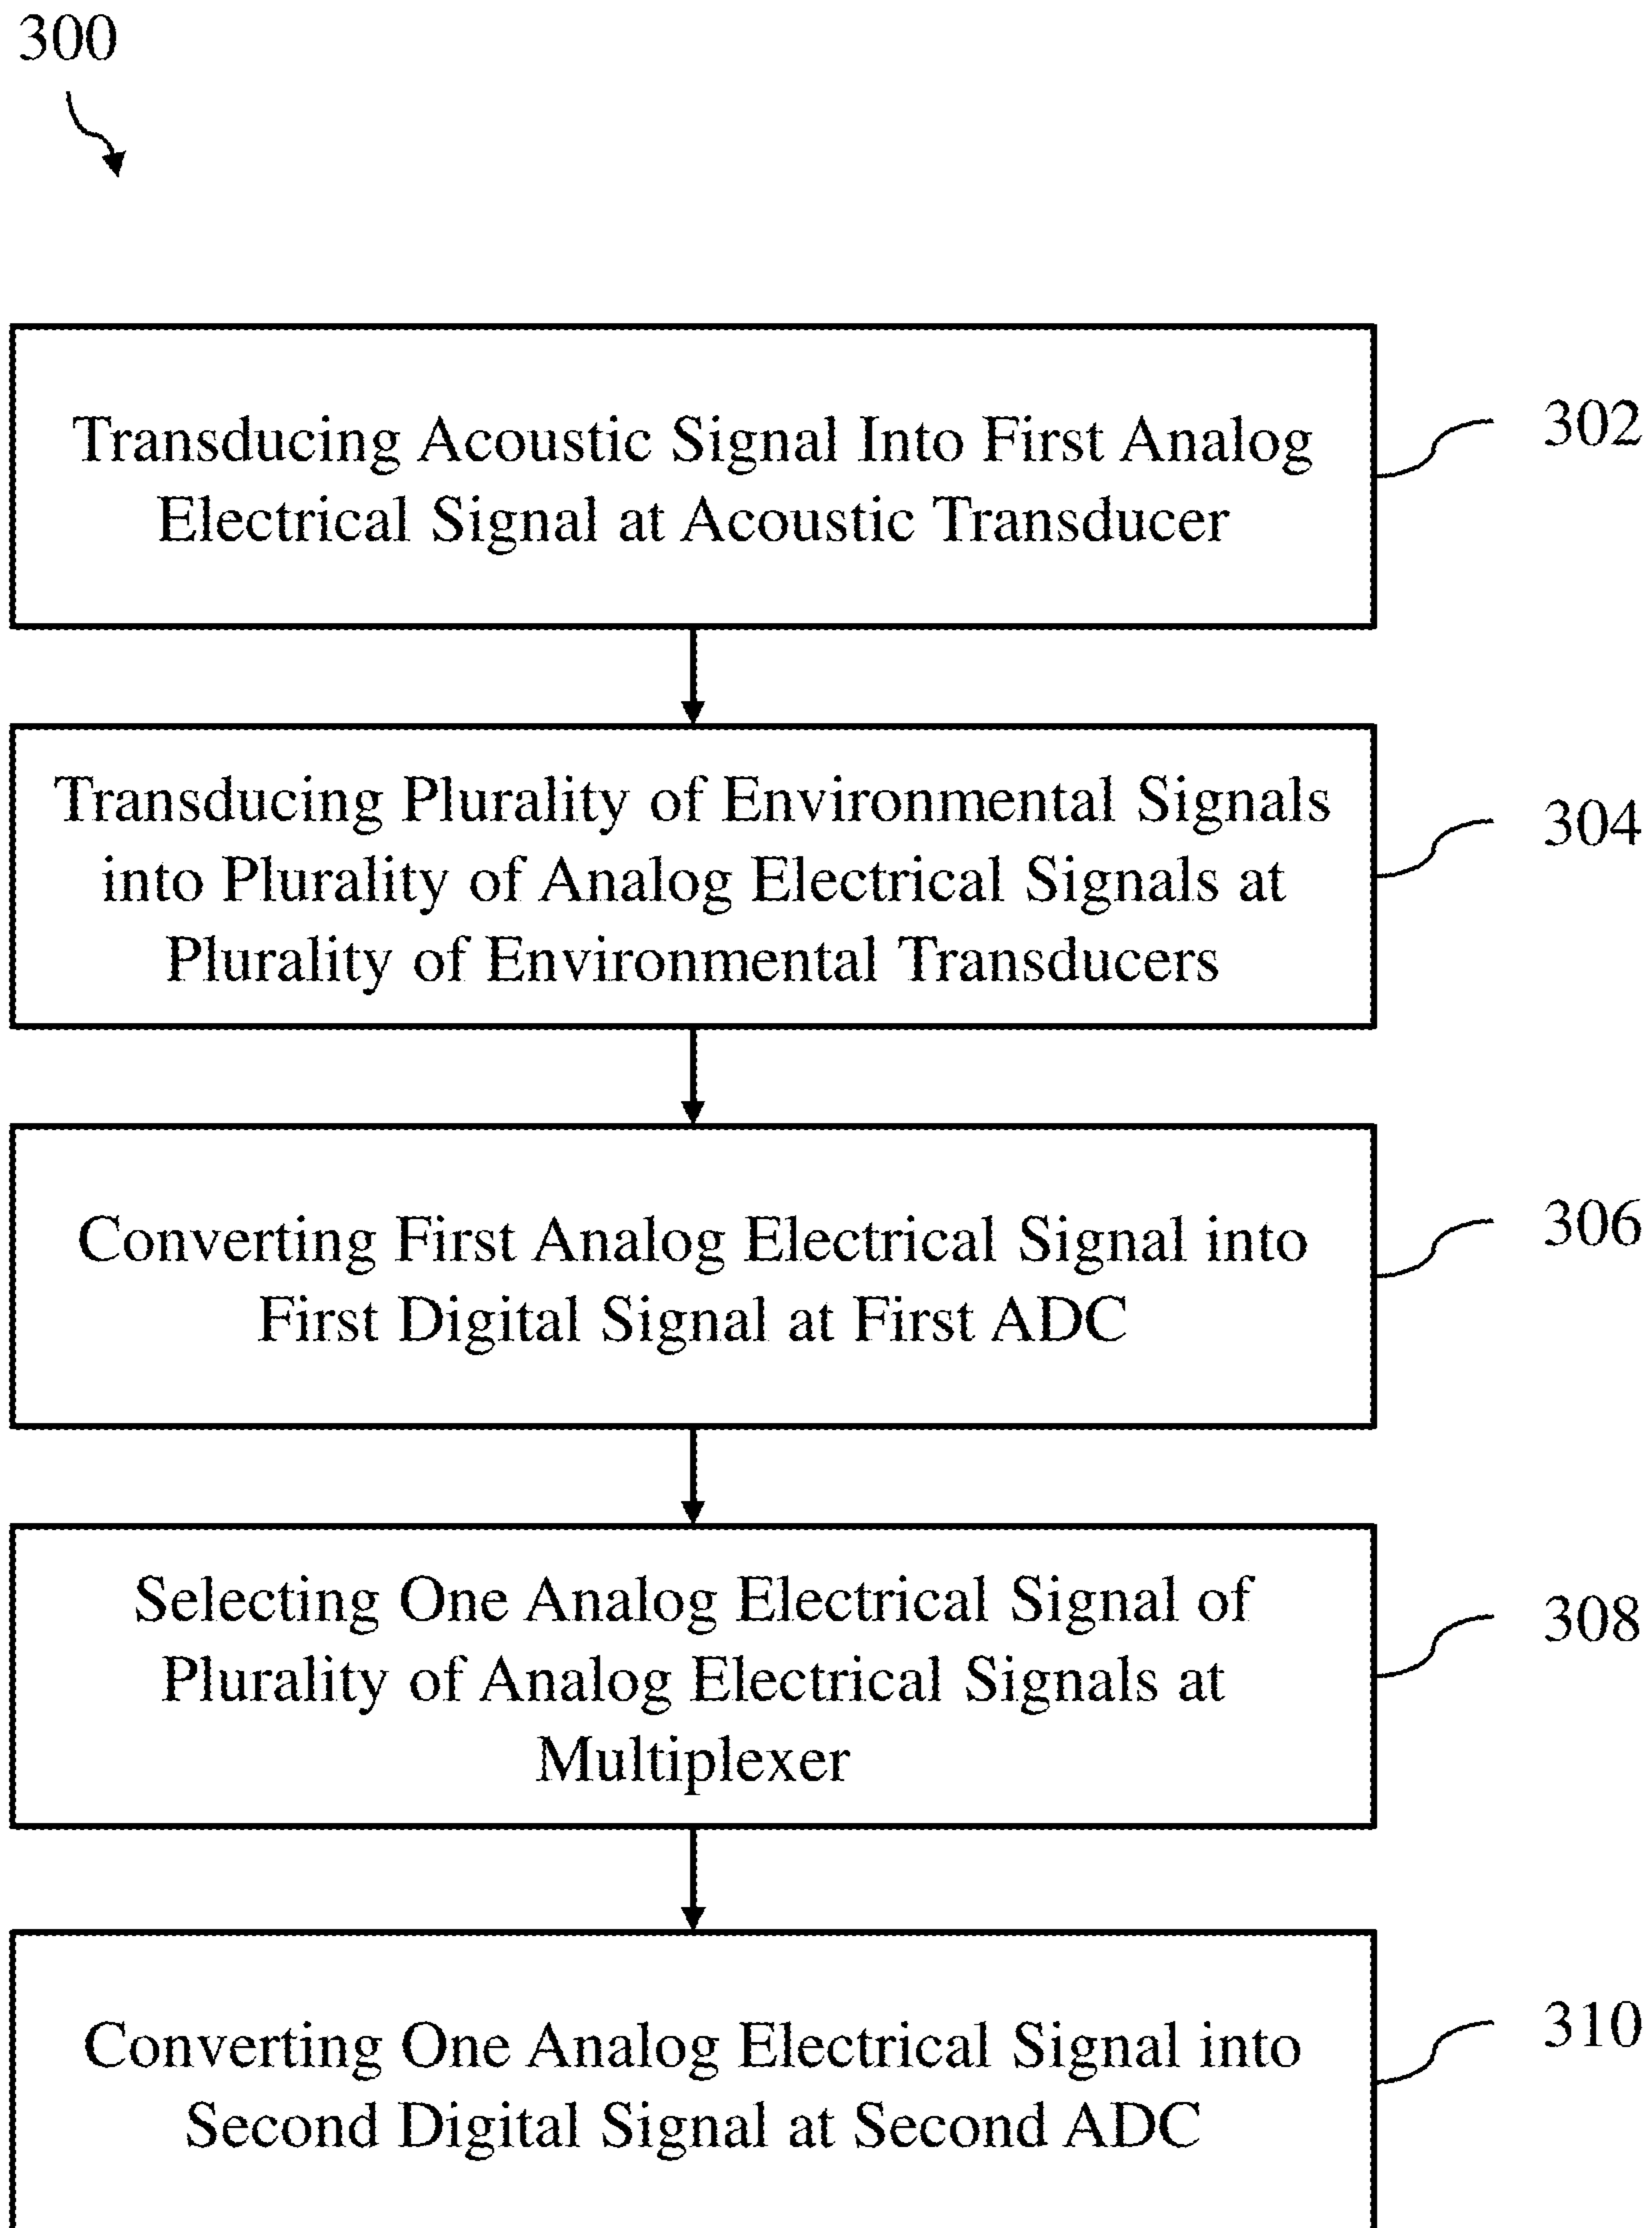 300
Transducing Acoustic Signal Into First Analog
Electrical Signal at Acoustic Transducer
302
Transducing Plurality of Environmental Signals
into Plurality of Analog Electrical Signals at
Plurality of Environmental Transducers
304
Converting First Analog Electrical Signal into
First Digital Signal at First ADC
306
Selecting One Analog Electrical Signal of
Plurality of Analog Electrical Signals at
Multiplexer
308
Converting One Analog Electrical Signal into
Second Digital Signal at Second ADC
310